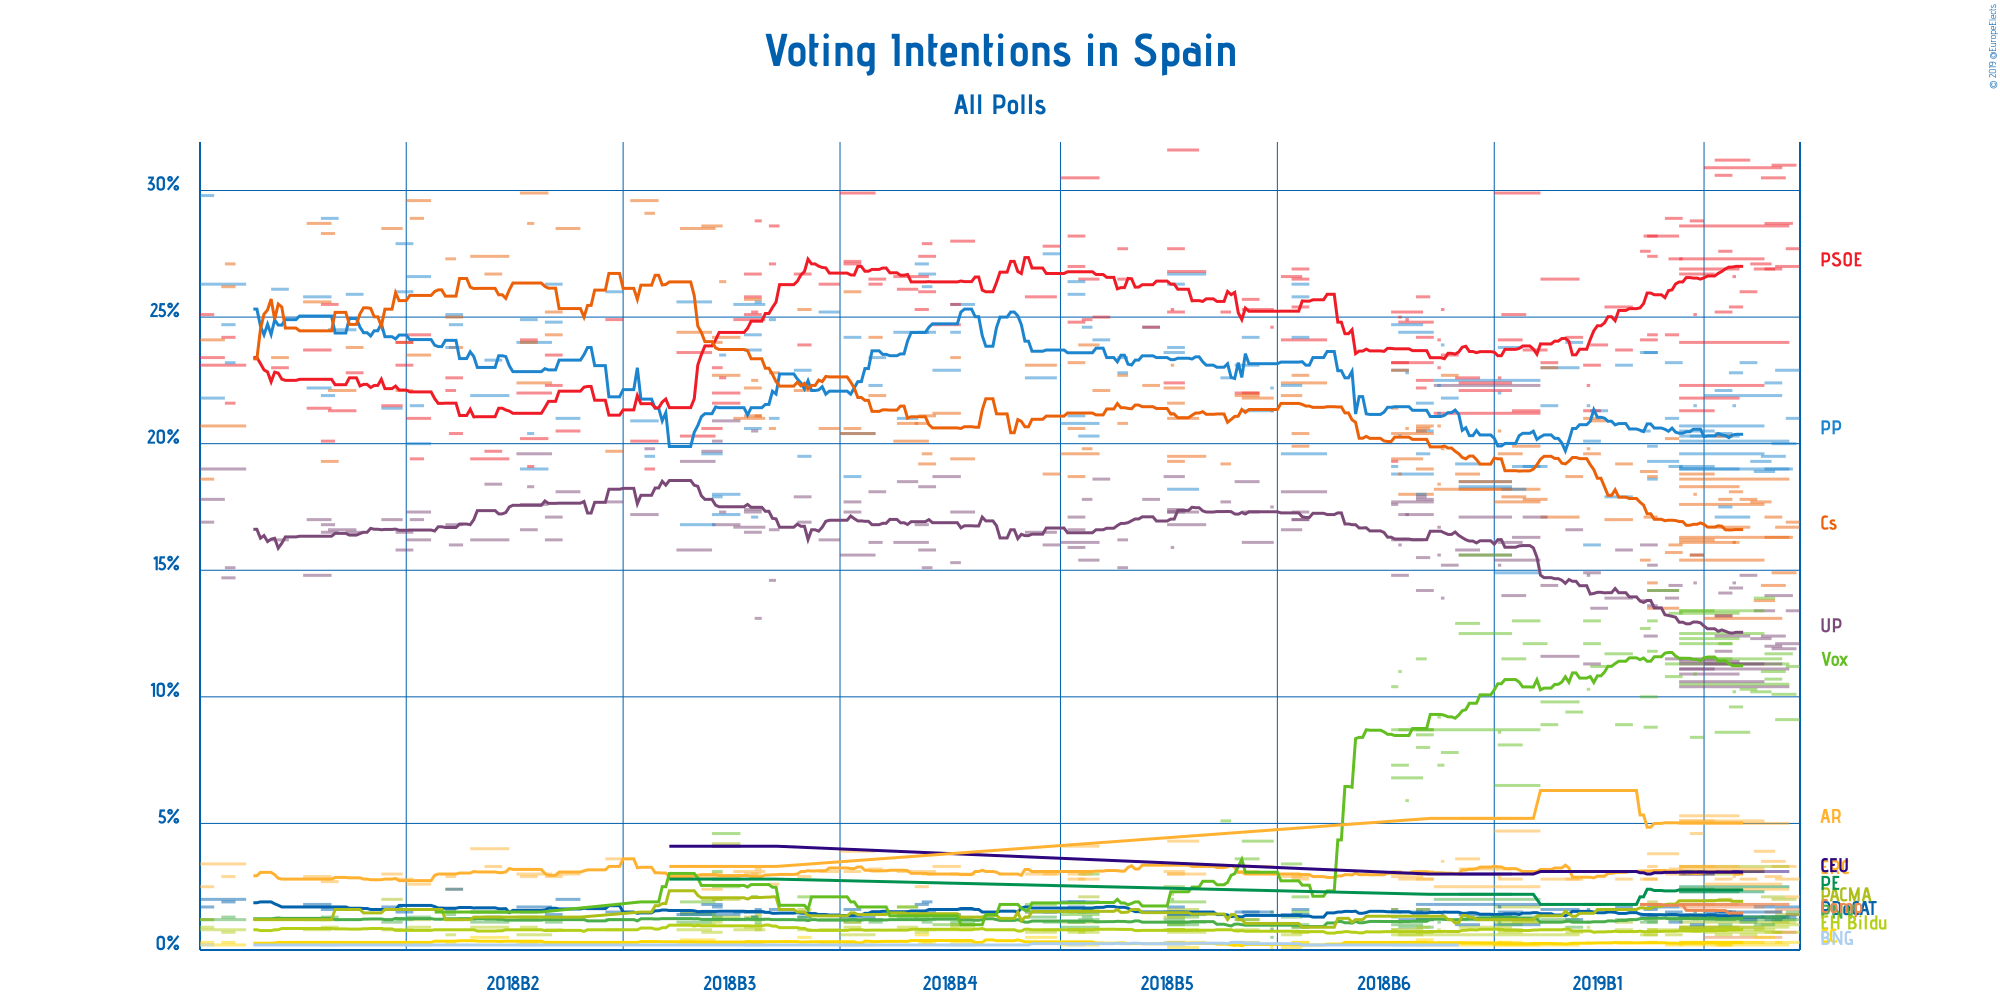 © 2019 @EuropeElects
Voting Intentions in Spain
All Polls
30%
25%
20%
15%
10%
5%
0%
PSOE
PP
Cs
UP
Vox
AR
CEU
PE
PACMA
EH Bildu
BNG
2018B2
2018B3
2018B4
2018B5
2018B6
2019B1